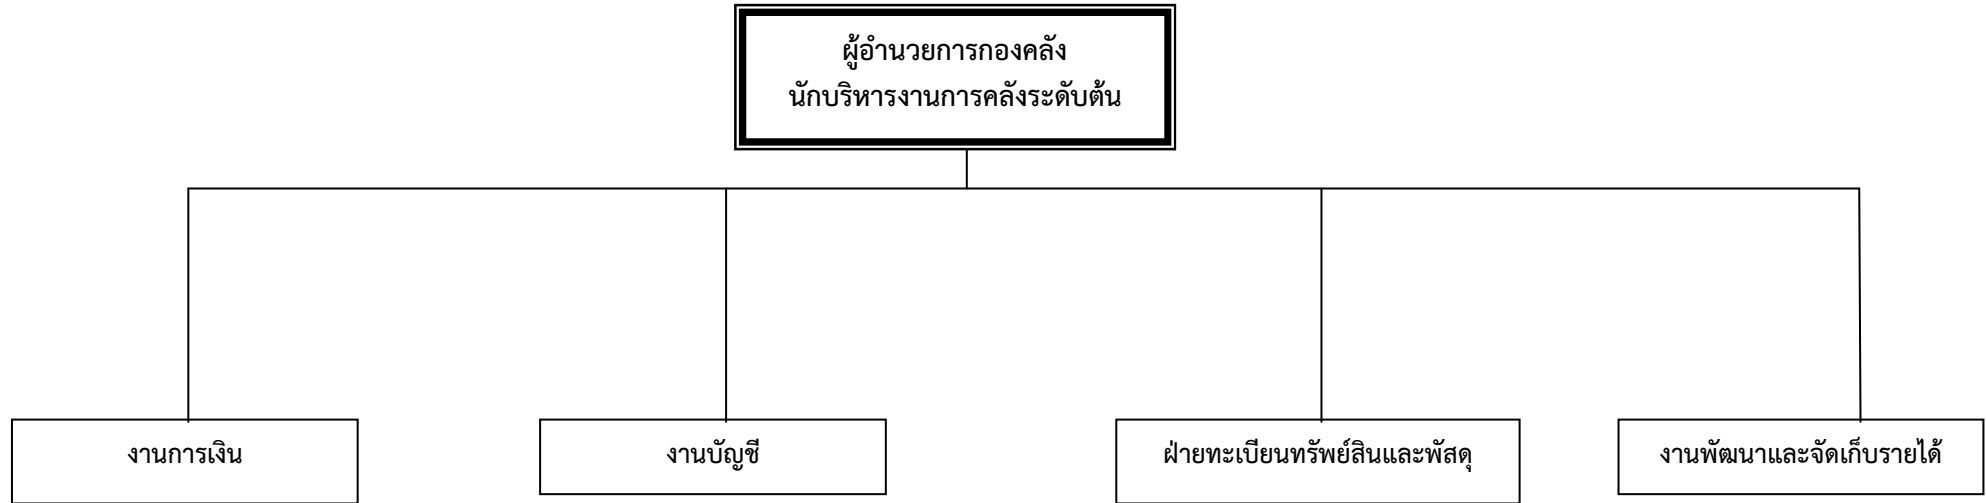 ผู้อำนวยการกองคลัง
นักบริหารงานการคลังระดับต้น
งานการเงิน
งานบัญชี
ฝ่ายทะเบียนทรัพย์สินและพัสดุ
งานพัฒนาและจัดเก็บรายได้